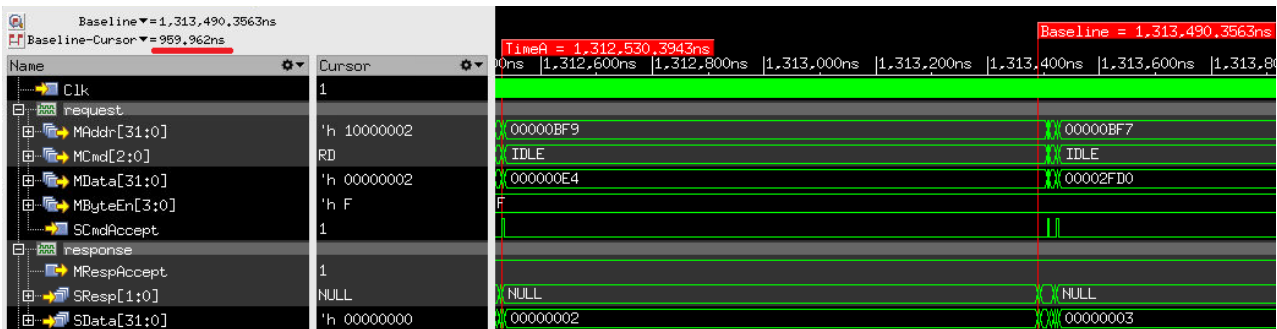 Baseline▼=1,313,490.3563ns
Baseline-Cursor▼=959.962ns
Baseline = 1,313,490.3563ns
TimeA = 1,312,530.3943ns
Name Cursor 00ns |1,312,600ns |1,312,800ns |1,313,000ns |1,313,200ns |1,313,400ns |1,313,600ns |1,313,80
Clk 1
request
MAddr[31:0] 'h 10000002 00000BF9 00000BF7
MCmd[2:0] RD IDLE IDLE
MData[31:0] 'h 00000002 000000E4 00002FD0
MByteEn[3:0] 'h F F
SCmdAccept 1
response
MRespAccept 1
SResp[1:0] NULL NULL NULL
SData[31:0] 'h 00000000 00000002 00000003